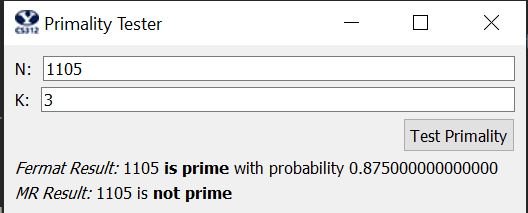 CS312 Primality Tester
N: 1105
K: 3
Test Primality
Fermat Result: 1105 is prime with probability 0.875000000000000
MR Result: 1105 is not prime